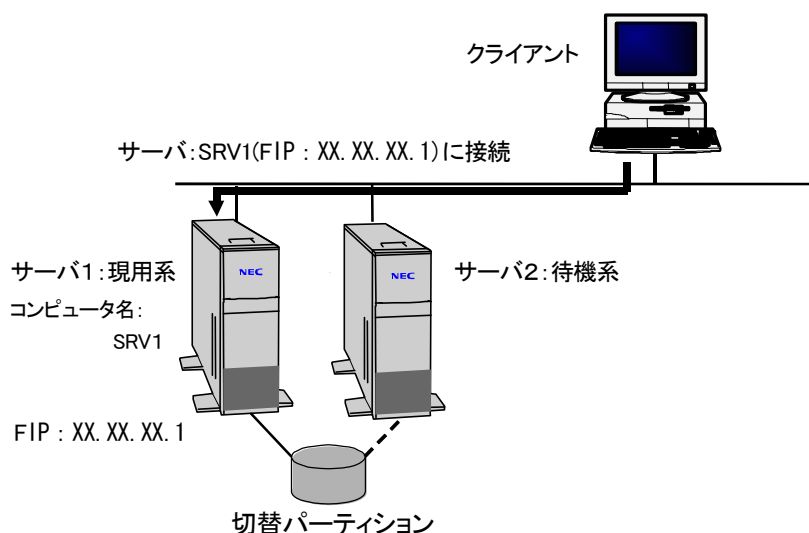 クライアント
サーバ:SRV1(FIP : XX. XX. XX. 1)に接続
サーバ1:現用系
コンピュータ名:
SRV1
NEC
NEC
サーバ2:待機系
FIP : XX. XX. XX. 1
切替パーティション